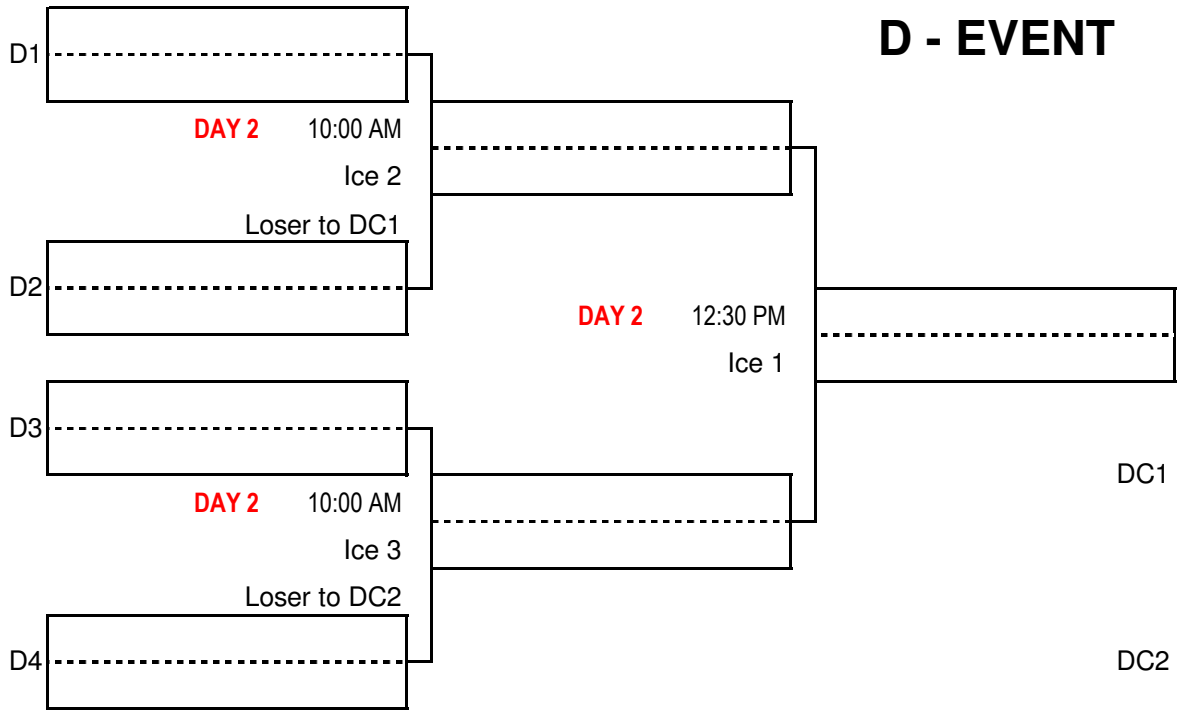 D - EVENT
D1
DAY 2 10:00 AM
Ice 2
Loser to DC1
D2
DAY 2 12:30 PM
Ice 1
D3
DC1
DAY 2 10:00 AM
Ice 3
Loser to DC2
D4
DC2